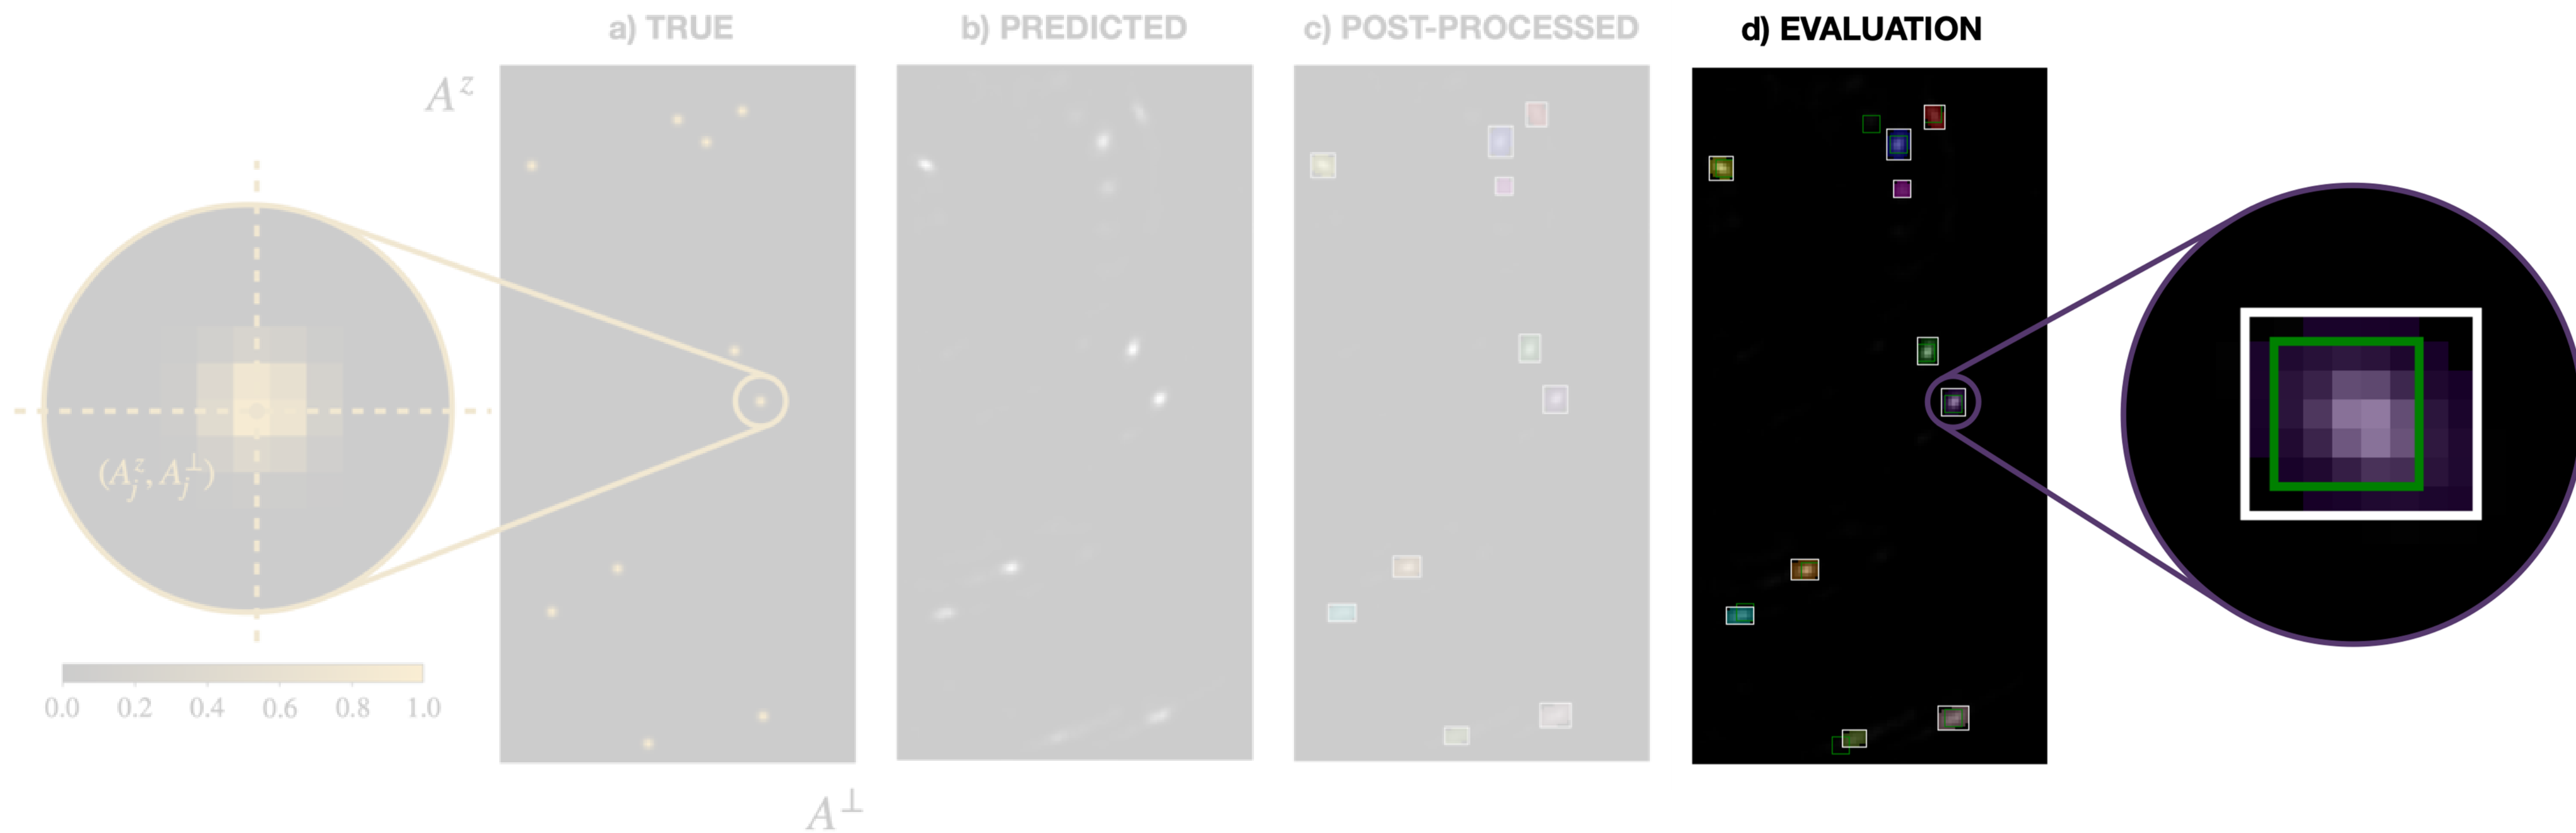 a) TRUE
b) PREDICTED
c) POST-PROCESSED
d) EVALUATION
A^z
(A_j^z, A_j^⊥)
0.0 0.2 0.4 0.6 0.8 1.0
A^⊥